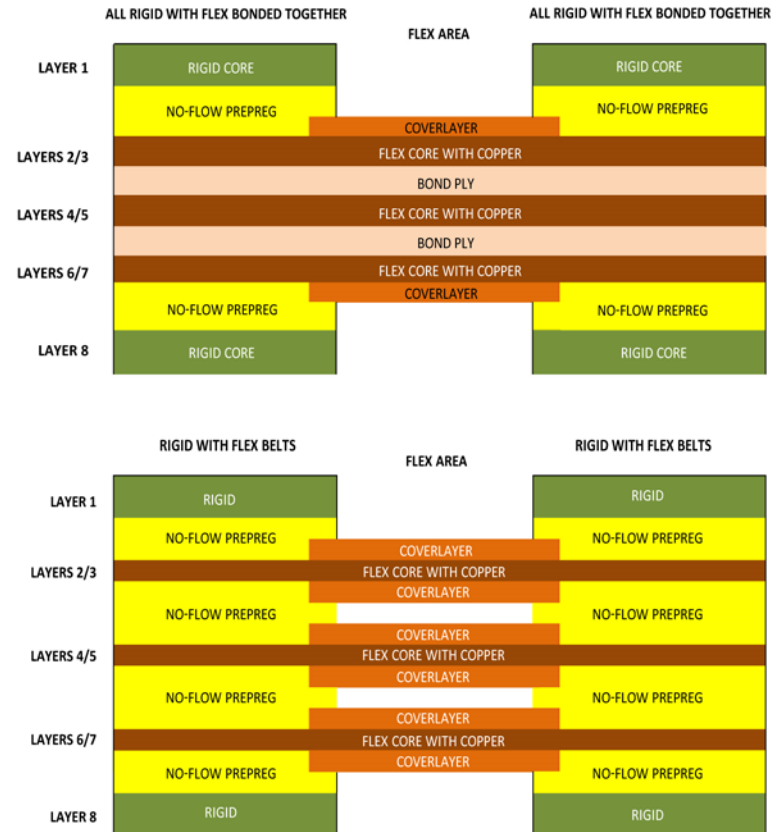 ALL RIGID WITH FLEX BONDED TOGETHER
ALL RIGID WITH FLEX BONDED TOGETHER
FLEX AREA
LAYER 1
RIGID CORE
RIGID CORE
NO-FLOW PREPREG
NO-FLOW PREPREG
COVERLAYER
LAYERS 2/3
FLEX CORE WITH COPPER
BOND PLY
LAYERS 4/5
FLEX CORE WITH COPPER
BOND PLY
LAYERS 6/7
FLEX CORE WITH COPPER
COVERLAYER
NO-FLOW PREPREG
NO-FLOW PREPREG
LAYER 8
RIGID CORE
RIGID CORE
RIGID WITH FLEX BELTS
RIGID WITH FLEX BELTS
FLEX AREA
LAYER 1
RIGID
RIGID
NO-FLOW PREPREG
NO-FLOW PREPREG
COVERLAYER
LAYERS 2/3
FLEX CORE WITH COPPER
COVERLAYER
NO-FLOW PREPREG
NO-FLOW PREPREG
COVERLAYER
LAYERS 4/5
FLEX CORE WITH COPPER
COVERLAYER
NO-FLOW PREPREG
NO-FLOW PREPREG
COVERLAYER
LAYERS 6/7
FLEX CORE WITH COPPER
COVERLAYER
NO-FLOW PREPREG
NO-FLOW PREPREG
LAYER 8
RIGID
RIGID